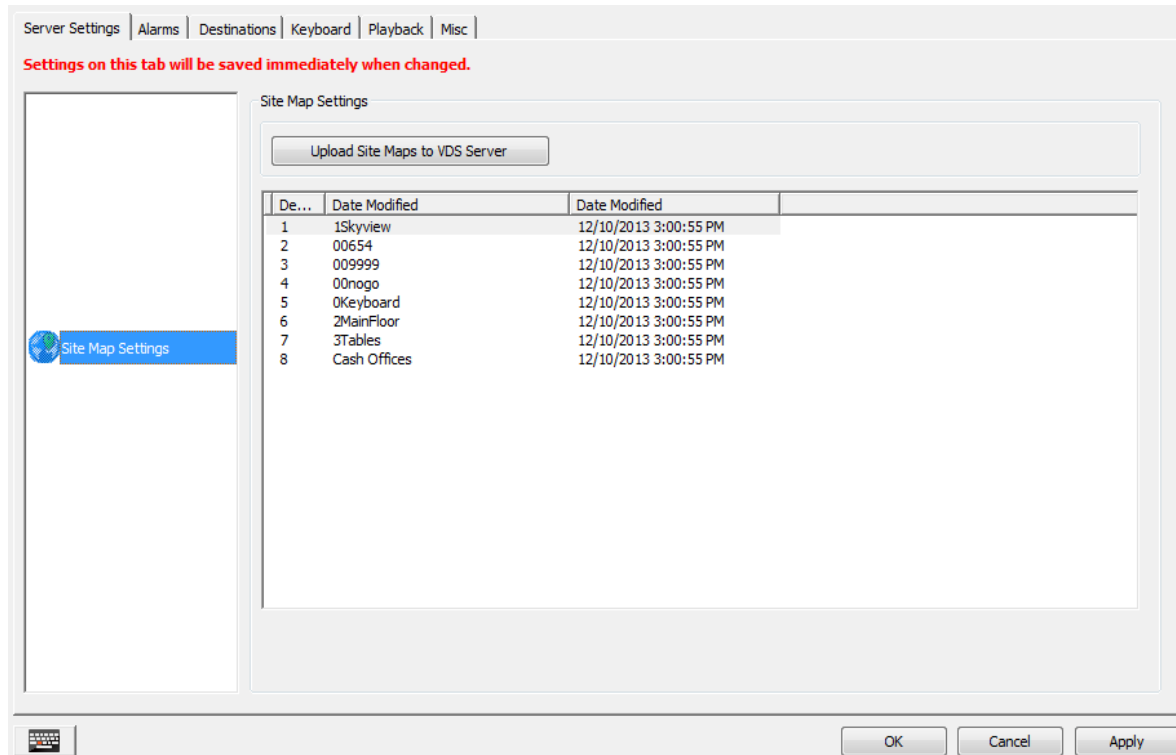 Server Settings Alarms Destinations Keyboard Playback Misc
Settings on this tab will be saved immediately when changed.
Site Map Settings
Site Map Settings
Upload Site Maps to VDS Server
De... Date Modified Date Modified
1 1Skyview 12/10/2013 3:00:55 PM
2 00654 12/10/2013 3:00:55 PM
3 009999 12/10/2013 3:00:55 PM
4 00nogo 12/10/2013 3:00:55 PM
5 0Keyboard 12/10/2013 3:00:55 PM
6 2MainFloor 12/10/2013 3:00:55 PM
7 3Tables 12/10/2013 3:00:55 PM
8 Cash Offices 12/10/2013 3:00:55 PM
OK Cancel Apply